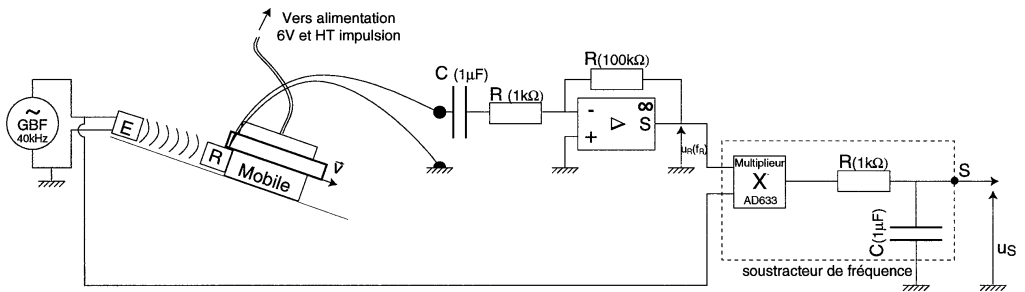 Vers alimentation
6V et HT impulsion
~
GBF
40kHz
E
R
Mobile
v
C (1µF)
R (1kΩ)
R(100kΩ)
-
+
▷
∞
S
uR(fR)
Multiplieur
X
AD633
R(1kΩ)
S
C(1µF)
uS
soustracteur de fréquence